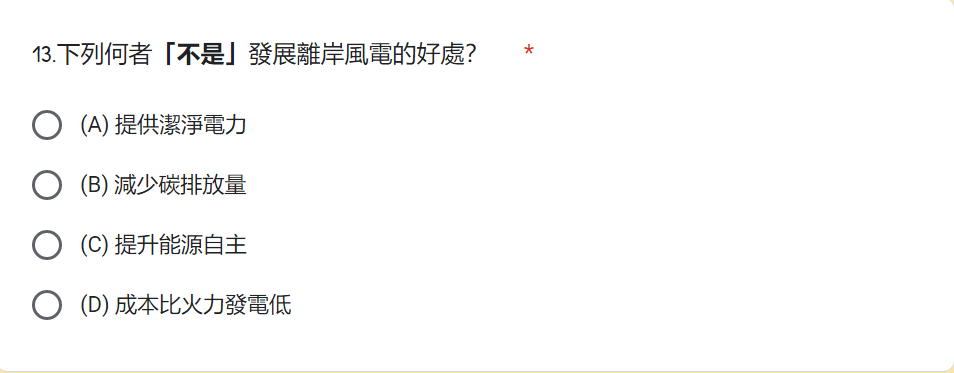 13.下列何者「不是」發展離岸風電的好處? *
(A) 提供潔淨電力
(B) 減少碳排放量
(C) 提升能源自主
(D) 成本比火力發電低